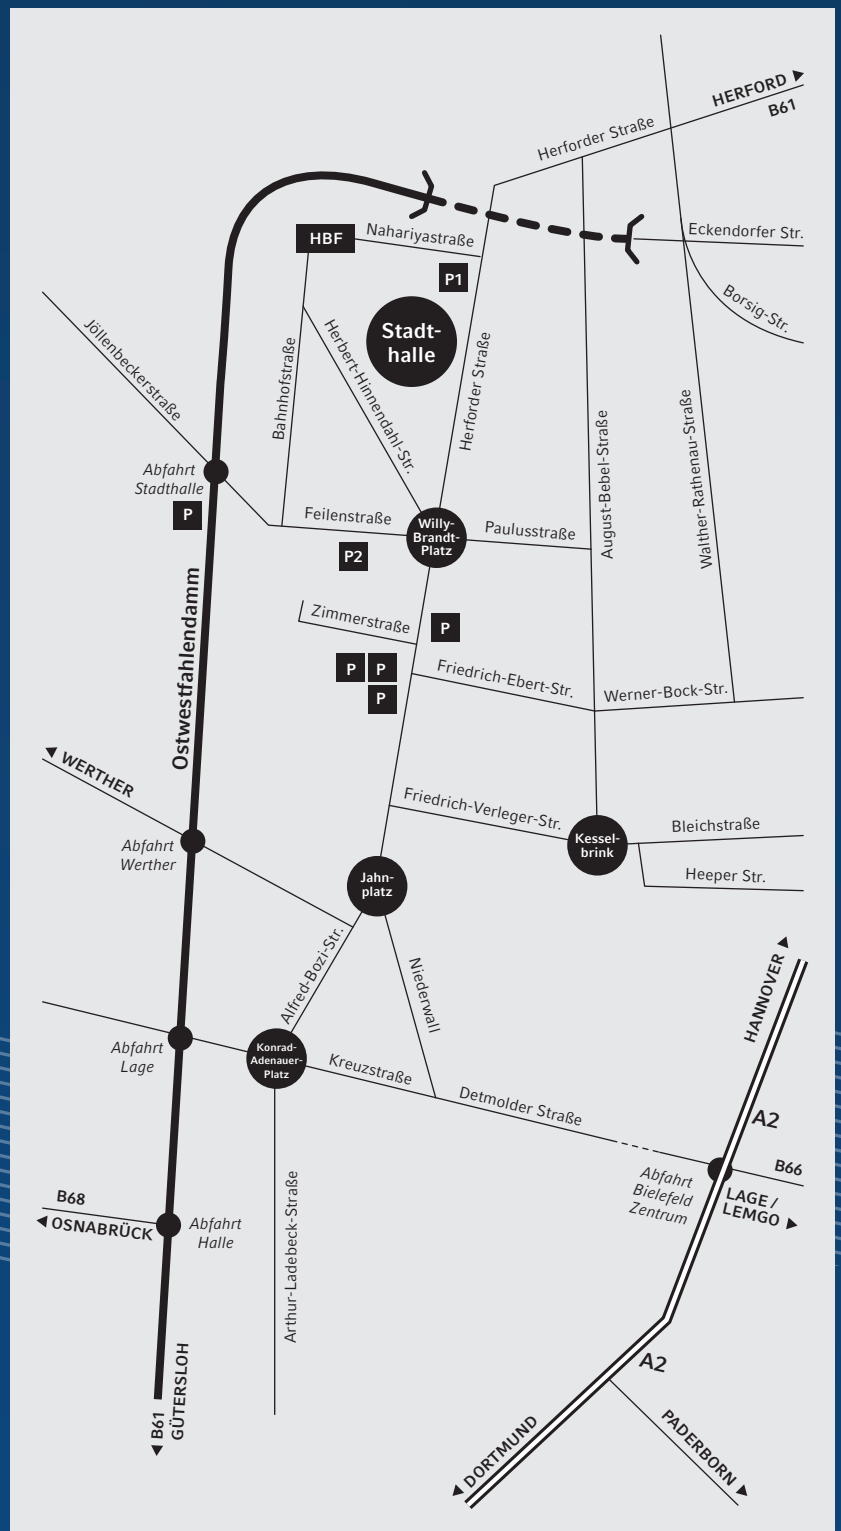 HERFORD
B61
Herforder Straße
Eckendorfer Str.
HBF
Nahariyastraße
P1
Borsig-Str.
Stadt-
halle
Jöllenbeckerstraße
Bahnhofstraße
Herbert-Hinnendahl-Str.
Herforder Straße
August-Bebel-Straße
Walther-Rathenau-Straße
Abfahrt
Stadthalle
P
Feilenstraße
Willy-
Brandt-
Platz
Paulusstraße
P2
Ostwestfahlendamm
Zimmerstraße
P
P
P
P
Friedrich-Ebert-Str.
Werner-Bock-Str.
WERTHER
Friedrich-Verleger-Str.
Kessel-
brink
Bleichstraße
Abfahrt
Werther
Heeper Str.
Jahn-
platz
Alfred-Bozi-Str.
Niederwall
HANNOVER
Abfahrt
Lage
Konrad-
Adenauer-
Platz
Kreuzstraße
Detmolder Straße
A2
B66
Abfahrt
Bielefeld
Zentrum
LAGE /
LEMGO
B68
OSNABRÜCK
Abfahrt
Halle
Arthur-Ladebeck-Straße
B61
GÜTERSLOH
A2
DORTMUND
PADERBORN